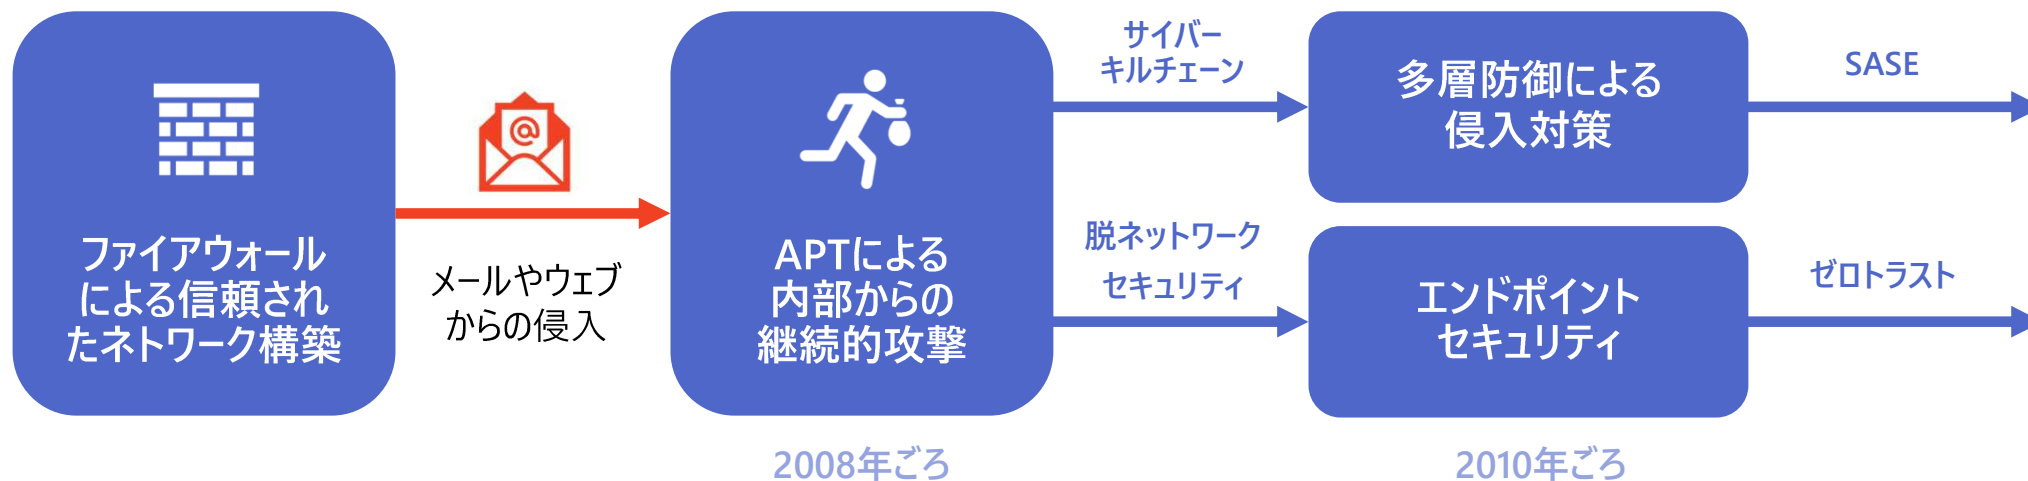 ファイアウォール
による信頼され
たネトワーク構築
@
メールやウェブ
からの侵入
APTによる
内部からの
継続的攻撃
2008年ごろ
サイバー
キルチェーン
脱ネットワーク
セキュリティ
多層防御による
侵入対策
エンドポイント
セキュリティ
2010年ごろ
SASE
ゼロトラスト